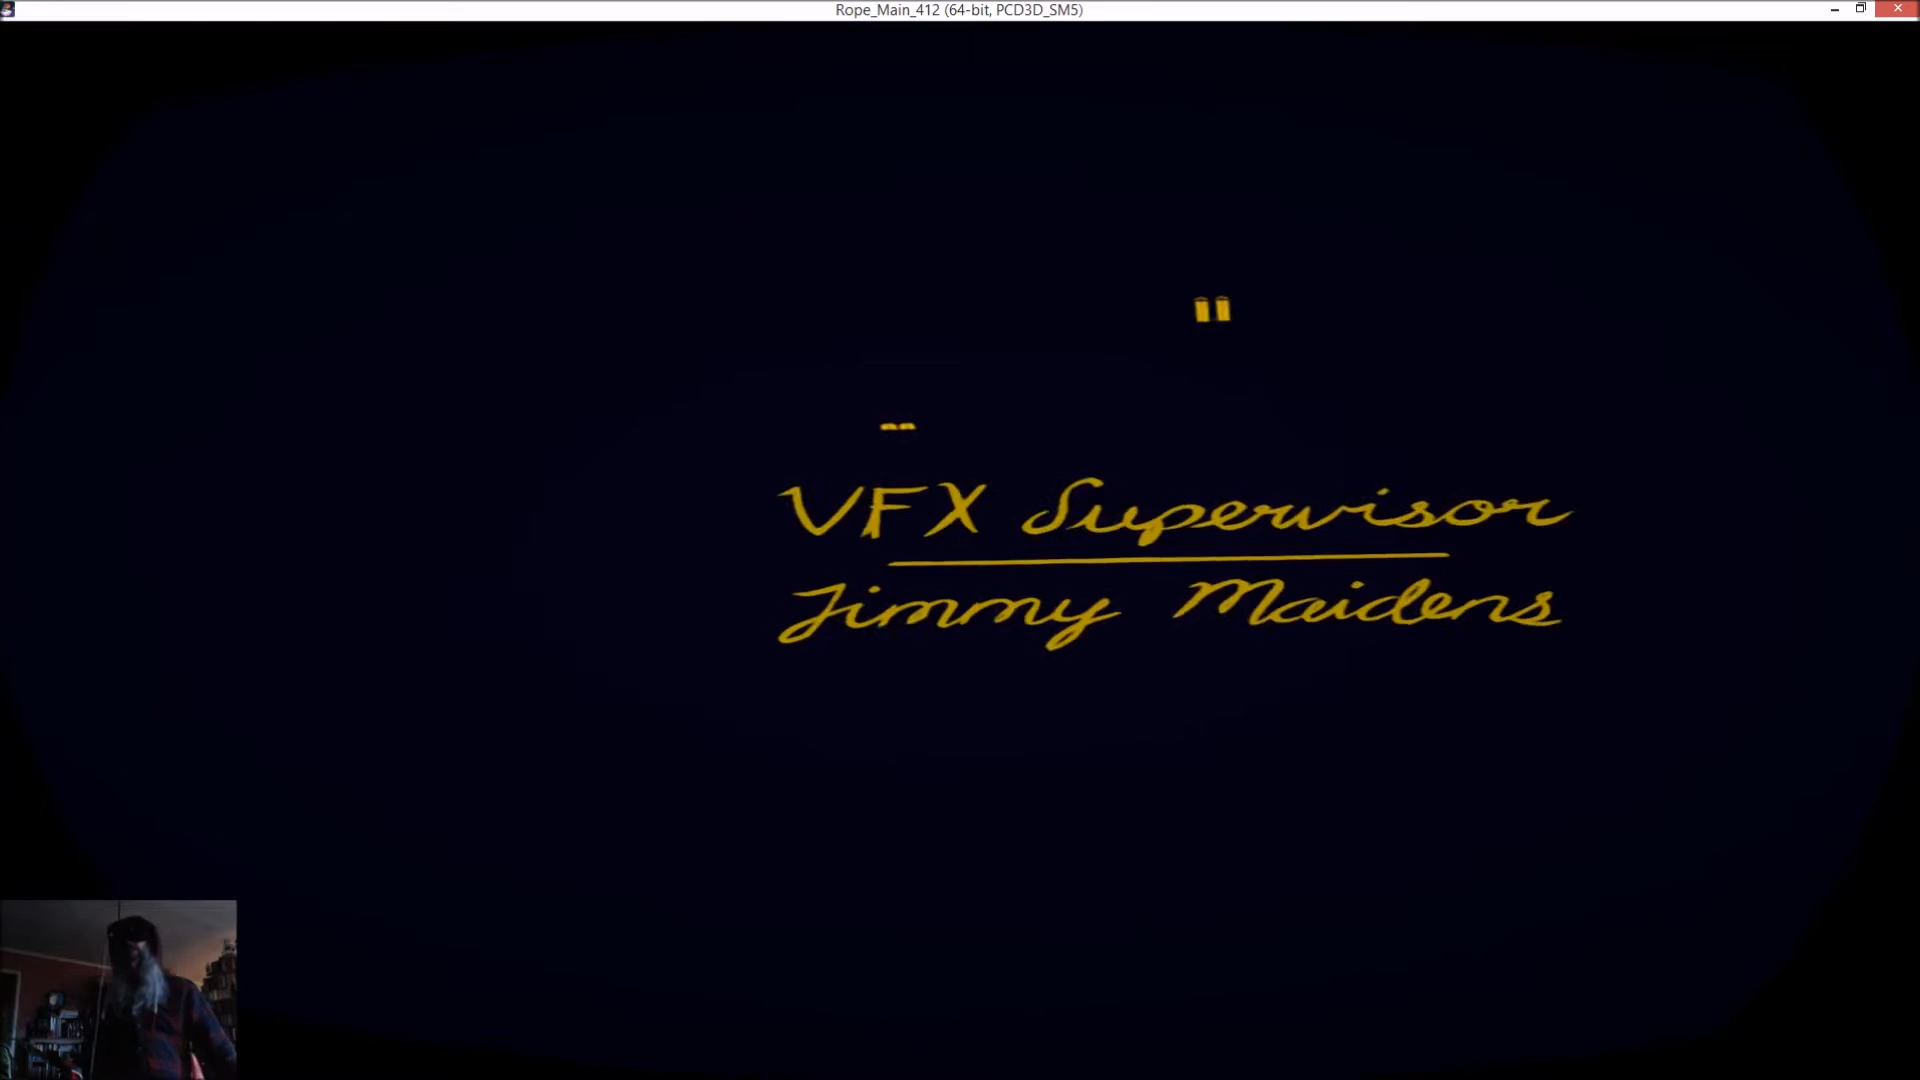 Rope_Main_412 (64-bit, PCD3D_SM5)
VFX Supervisor
Jimmy Maidens